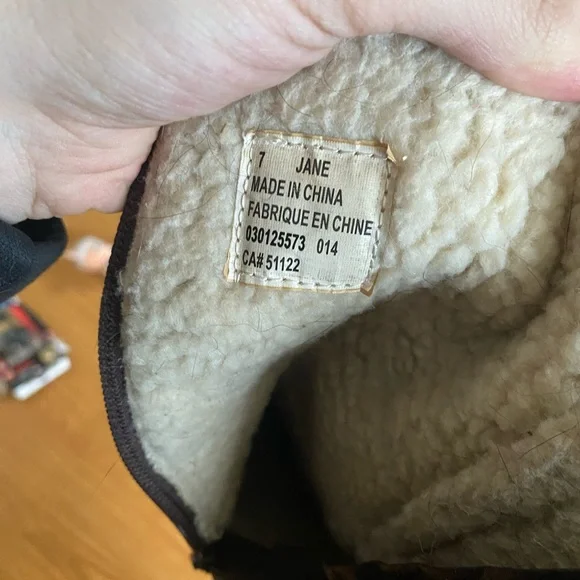 7 JANE
MADE IN CHINA
FABRIQUE EN CHINE
030125573 014
CA# 51122